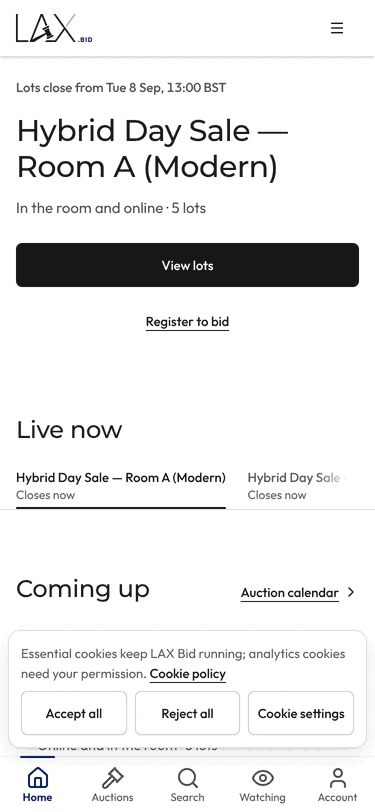 LAX.BID
Lots close from Tue 8 Sep, 13:00 BST
Hybrid Day Sale —
Room A (Modern)
In the room and online · 5 lots
View lots
Register to bid
Live now
Hybrid Day Sale — Room A (Modern) Hybrid Day Sale
Closes now Closes now
Coming up Auction calendar
Essential cookies keep LAX Bid running; analytics cookies
need your permission. Cookie policy
Accept all Reject all Cookie settings
Online and in the room · 5 lots
Home Auctions Search Watching Account